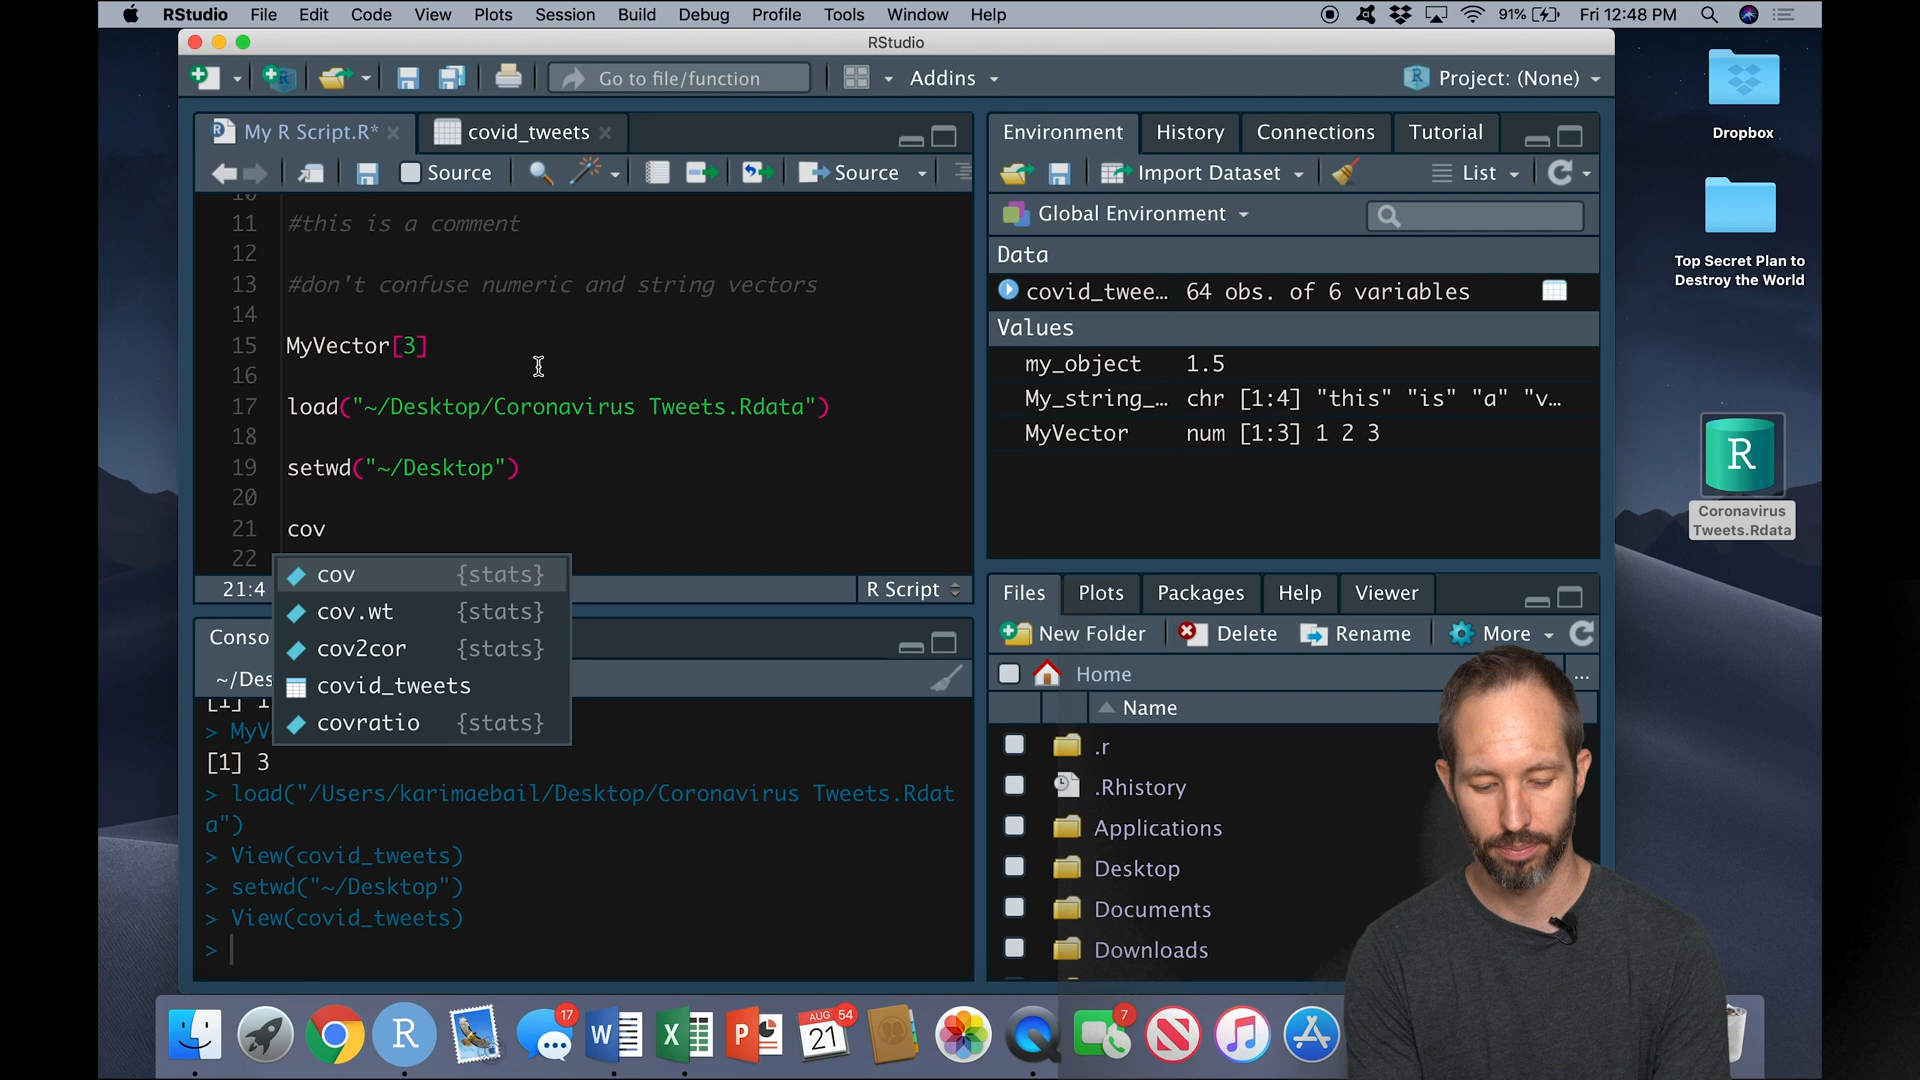 RStudio File Edit Code View Plots Session Build Debug Profile Tools Window Help 91% Fri 12:48 PM
RStudio
Go to file/function Addins Project: (None)
My R Script.R* covid_tweets
Source Source
11 #this is a comment
12
13 #don't confuse numeric and string vectors
14
15 MyVector[3]
16
17 load("~/Desktop/Coronavirus Tweets.Rdata")
18
19 setwd("~/Desktop")
20
21 cov
22
cov {stats}
cov.wt {stats}
cov2cor {stats}
covid_tweets
covratio {stats}
21:4 R Script
Conso
~/Des
> MyV
[1] 3
> load("/Users/karimaebail/Desktop/Coronavirus Tweets.Rdat
a")
> View(covid_tweets)
> setwd("~/Desktop")
> View(covid_tweets)
>
Environment History Connections Tutorial
Import Dataset List
Global Environment
Data
covid_twee… 64 obs. of 6 variables
Values
my_object 1.5
My_string_… chr [1:4] "this" "is" "a" "v…
MyVector num [1:3] 1 2 3
Files Plots Packages Help Viewer
New Folder Delete Rename More
Home ...
Name
.r
.Rhistory
Applications
Desktop
Documents
Downloads
Dropbox
Top Secret Plan to
Destroy the World
R
Coronavirus
Tweets.Rdata
R 17 W X P AUG 21 54 7